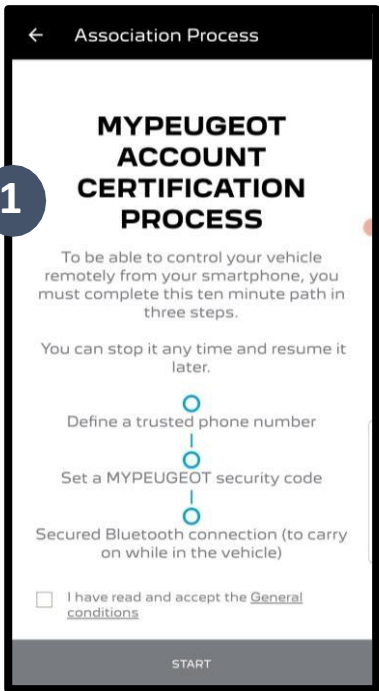 ← Association Process
MYPEUGEOT
ACCOUNT
CERTIFICATION
PROCESS
1
To be able to control your vehicle
remotely from your smartphone, you
must complete this ten minute path in
three steps.
You can stop it any time and resume it
later.
Define a trusted phone number
Set a MYPEUGEOT security code
Secured Bluetooth connection (to carry
on while in the vehicle)
I have read and accept the General
conditions
START